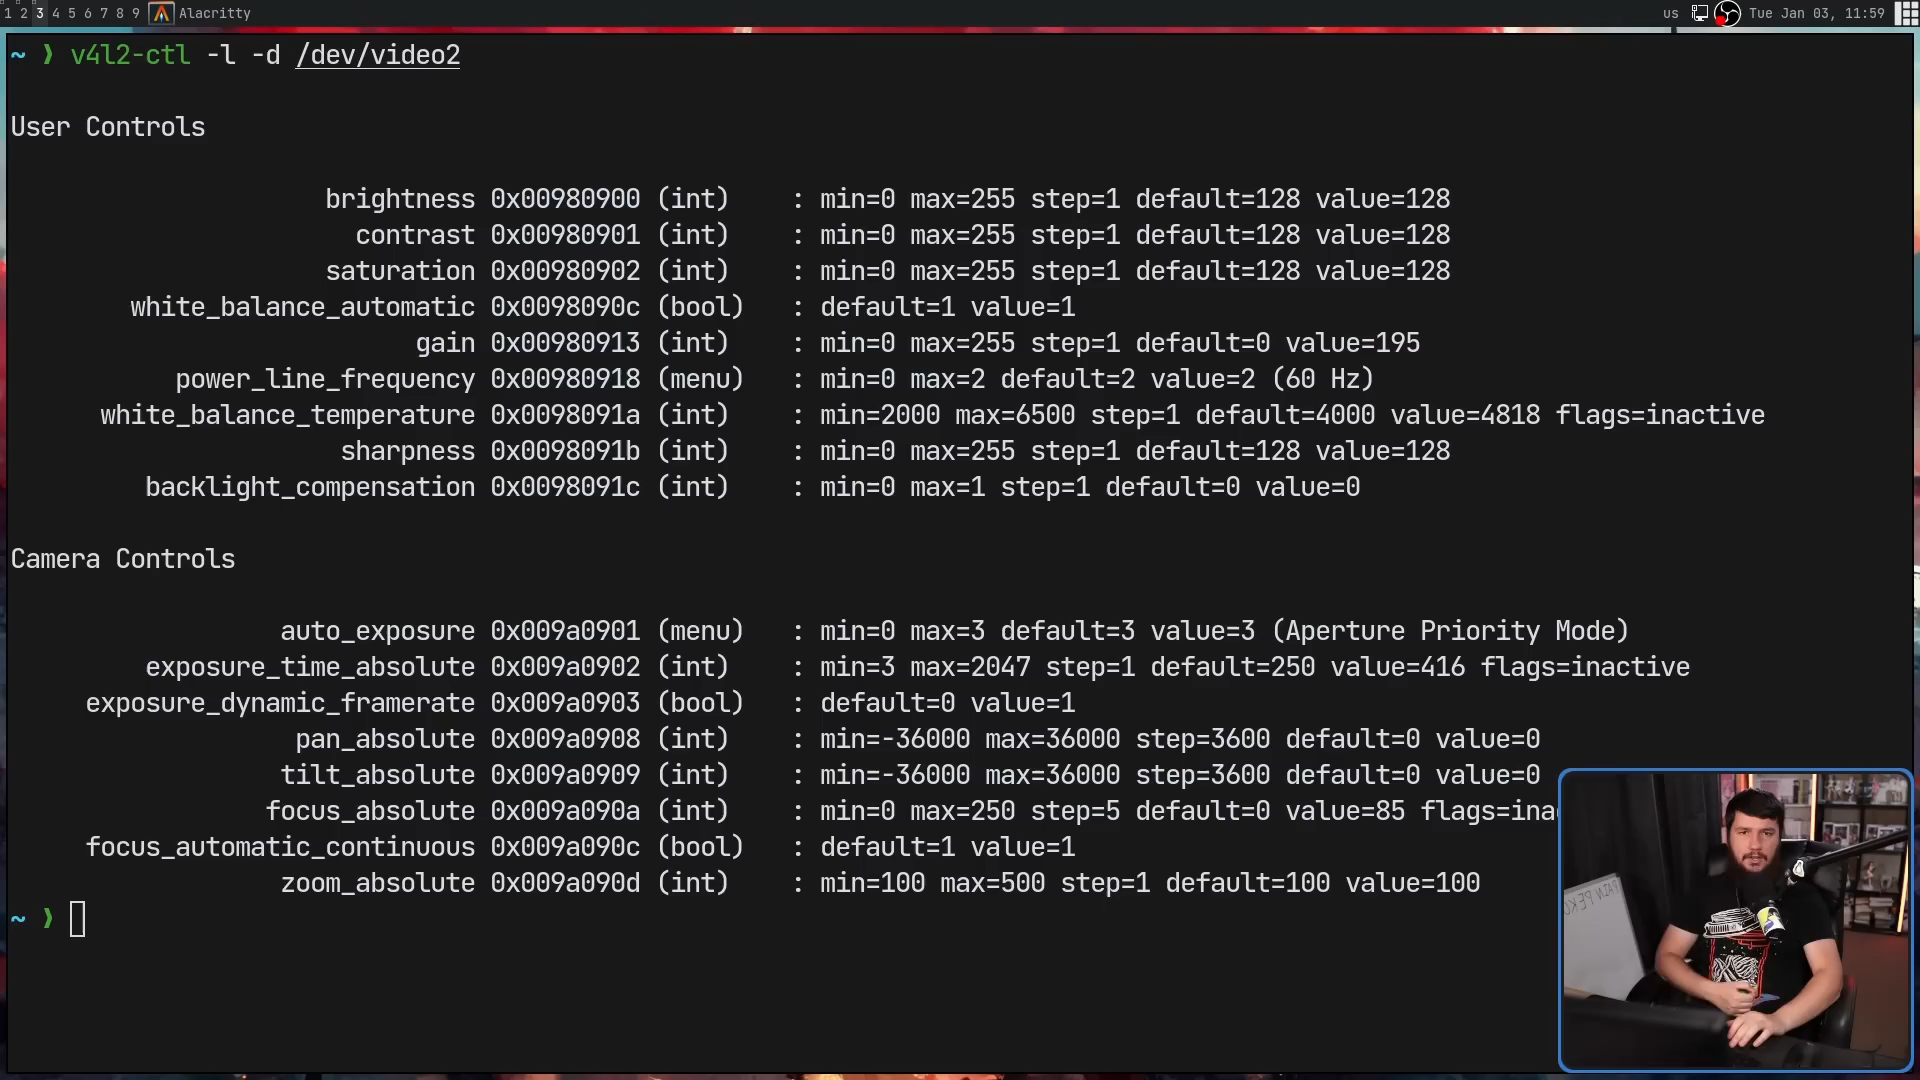 1 2 3 4 5 6 7 8 9 Alacritty us Tue Jan 03, 11:59
~ ❯ v4l2-ctl -l -d /dev/video2
User Controls
brightness 0x00980900 (int) : min=0 max=255 step=1 default=128 value=128
contrast 0x00980901 (int) : min=0 max=255 step=1 default=128 value=128
saturation 0x00980902 (int) : min=0 max=255 step=1 default=128 value=128
white_balance_automatic 0x0098090c (bool) : default=1 value=1
gain 0x00980913 (int) : min=0 max=255 step=1 default=0 value=195
power_line_frequency 0x00980918 (menu) : min=0 max=2 default=2 value=2 (60 Hz)
white_balance_temperature 0x0098091a (int) : min=2000 max=6500 step=1 default=4000 value=4818 flags=inactive
sharpness 0x0098091b (int) : min=0 max=255 step=1 default=128 value=128
backlight_compensation 0x0098091c (int) : min=0 max=1 step=1 default=0 value=0
Camera Controls
auto_exposure 0x009a0901 (menu) : min=0 max=3 default=3 value=3 (Aperture Priority Mode)
exposure_time_absolute 0x009a0902 (int) : min=3 max=2047 step=1 default=250 value=416 flags=inactive
exposure_dynamic_framerate 0x009a0903 (bool) : default=0 value=1
pan_absolute 0x009a0908 (int) : min=-36000 max=36000 step=3600 default=0 value=0
tilt_absolute 0x009a0909 (int) : min=-36000 max=36000 step=3600 default=0 value=0
focus_absolute 0x009a090a (int) : min=0 max=250 step=5 default=0 value=85 flags=ina
focus_automatic_continuous 0x009a090c (bool) : default=1 value=1
zoom_absolute 0x009a090d (int) : min=100 max=500 step=1 default=100 value=100
~ ❯